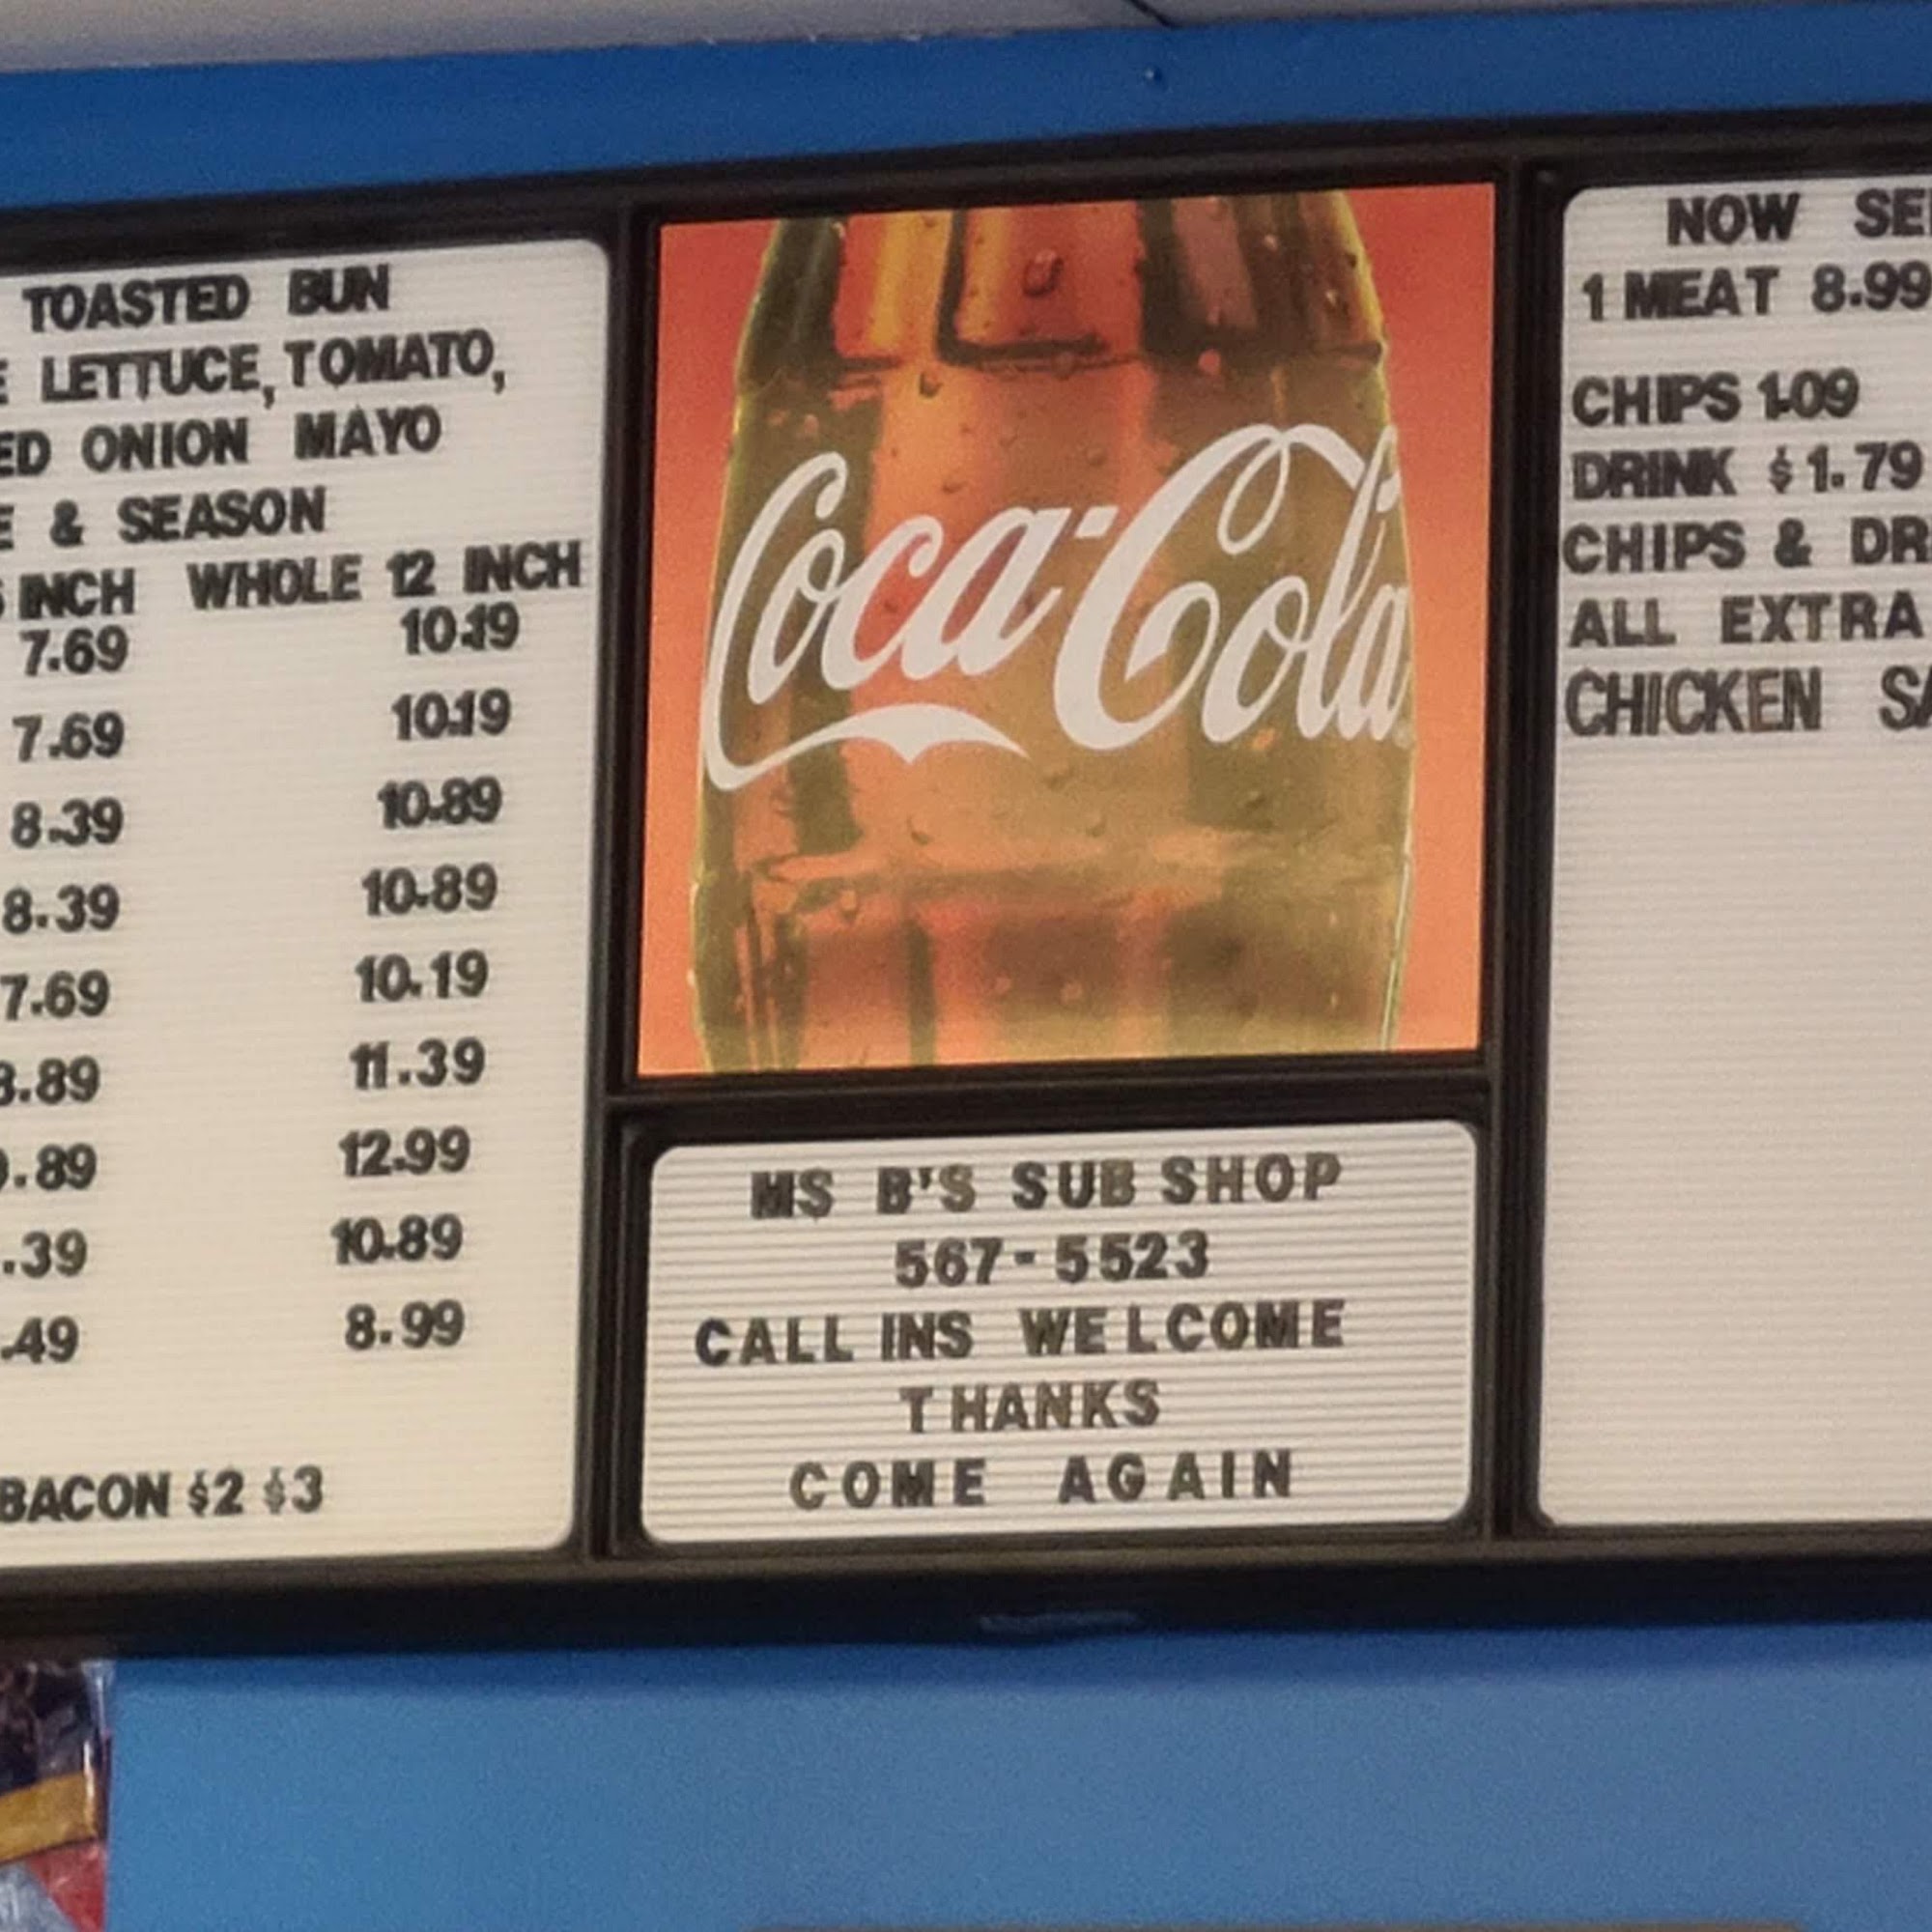 TOASTED BUN
LETTUCE, TOMATO,
ONION MAYO
& SEASON
INCH WHOLE 12 INCH
7.69 10.19
7.69 10.19
8.39 10.89
8.39 10.89
7.69 10.19
.89 11.39
.89 12.99
.39 10.89
.49 8.99
BACON $2 $3
Coca-Cola
MS B'S SUB SHOP
567-5523
CALL INS WELCOME
THANKS
COME AGAIN
NOW
1 MEAT 8.99
CHIPS 1.09
DRINK $1.79
CHIPS &
ALL EXTRA
CHICKEN